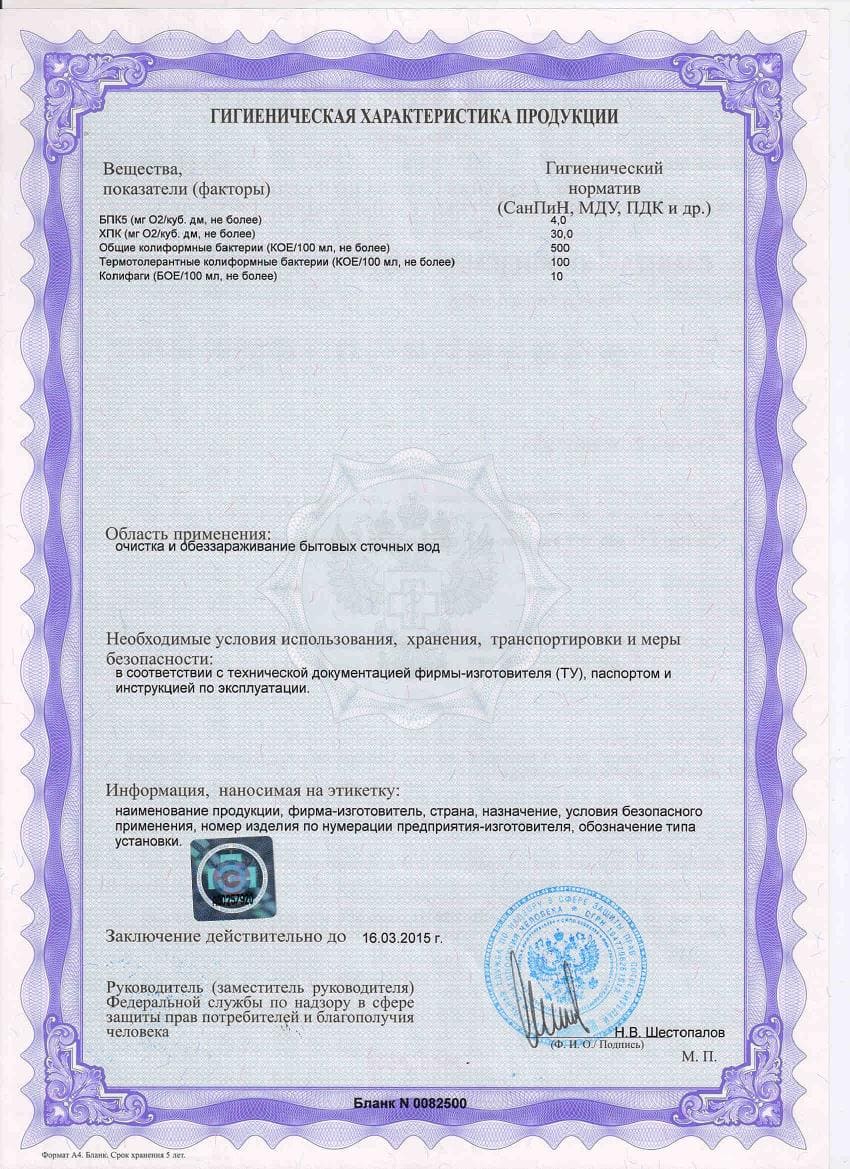 ГИГИЕНИЧЕСКАЯ ХАРАКТЕРИСТИКА ПРОДУКЦИИ
Вещества,
показатели (факторы)
Гигиенический
норматив
(СанПиН, МДУ, ПДК и др.)
БПК5 (мг О2/куб. дм, не более) 4,0
ХПК (мг О2/куб. дм, не более) 30,0
Общие колиформные бактерии (КОЕ/100 мл, не более) 500
Термотолерантные колиформные бактерии (КОЕ/100 мл, не более) 100
Колифаги (БОЕ/100 мл, не более) 10
Область применения:
очистка и обеззараживание бытовых сточных вод
Необходимые условия использования, хранения, транспортировки и меры
безопасности:
в соответствии с технической документацией фирмы-изготовителя (ТУ), паспортом и
инструкцией по эксплуатации.
Информация, наносимая на этикетку:
наименование продукции, фирма-изготовитель, страна, назначение, условия безопасного
применения, номер изделия по нумерации предприятия-изготовителя, обозначение типа
установки.
Заключение действительно до 16.03.2015 г.
Руководитель (заместитель руководителя)
Федеральной службы по надзору в сфере
защиты прав потребителей и благополучия
человека
Н.В. Шестопалов
(Ф. И. О./ Подпись)
М. П.
Бланк N 0082500
Формат А4. Бланк. Срок хранения 5 лет.